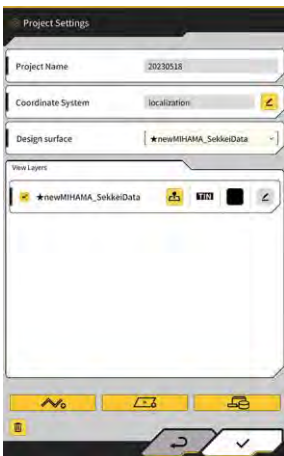 Project Settings
Project Name 20230518
Coordinate System localization
Design surface ★newMIHAMA_SekkeiData
View Layers
★newMIHAMA_SekkeiData TIN